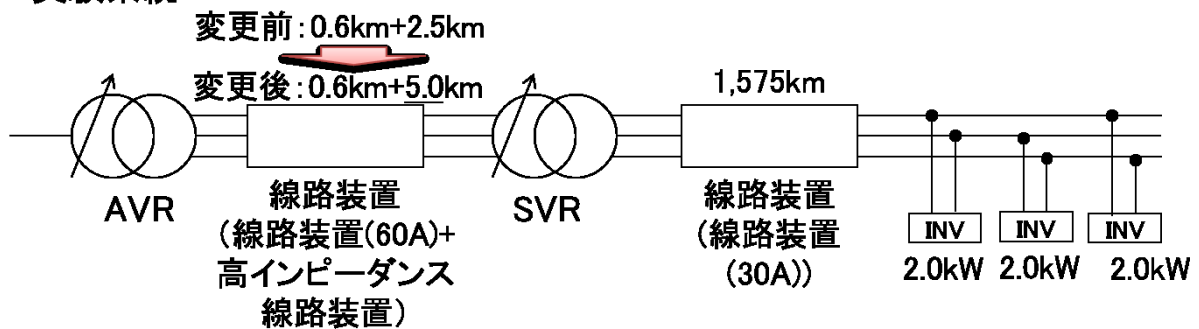 変更前:0.6km+2.5km
変更後:0.6km+5.0km
1,575km
AVR
線路装置
(線路装置(60A)+
高インピーダンス
線路装置)
SVR
線路装置
(線路装置
(30A))
INV
INV
INV
2.0kW
2.0kW
2.0kW